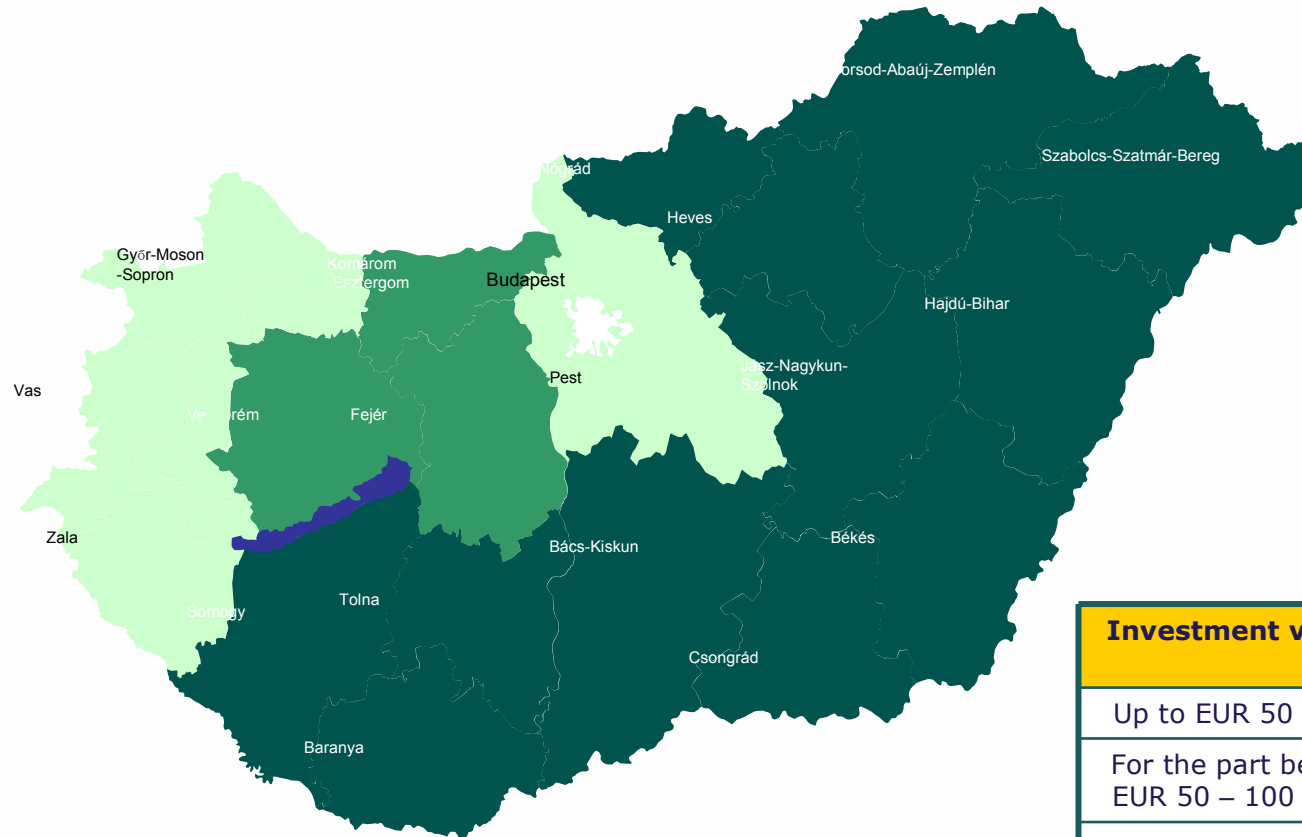 orsod-Abaúj-Zemplén
Szabolcs-Szatmár-Bereg
Nógrád
Heves
Győr-Moson
-Sopron
Komárom
Esztergom
Budapest
Hajdú-Bihar
Jász-Nagykun-
Szolnok
Pest
Vas
Fejér
Zala
Békés
Bács-Kiskun
Tolna
Somogy
Csongrád
Baranya
Investment v
Up to EUR 50
For the part be
EUR 50 – 100